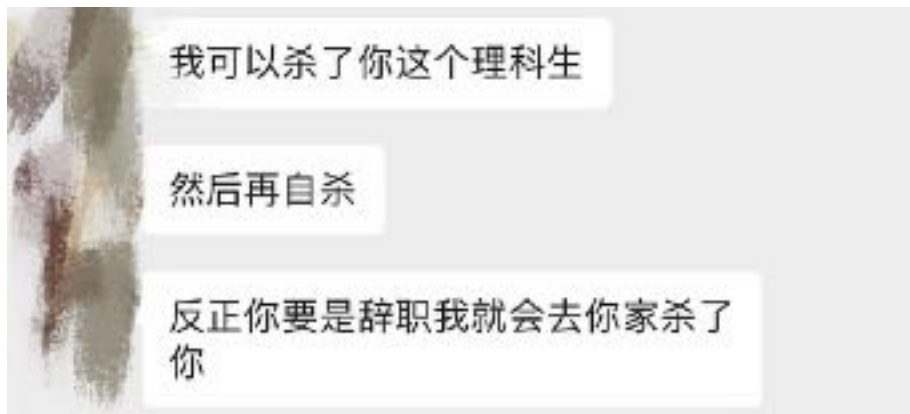 我可以杀了你这个理科生
然后再自杀
反正你要是辞职我就会去你家杀了
你